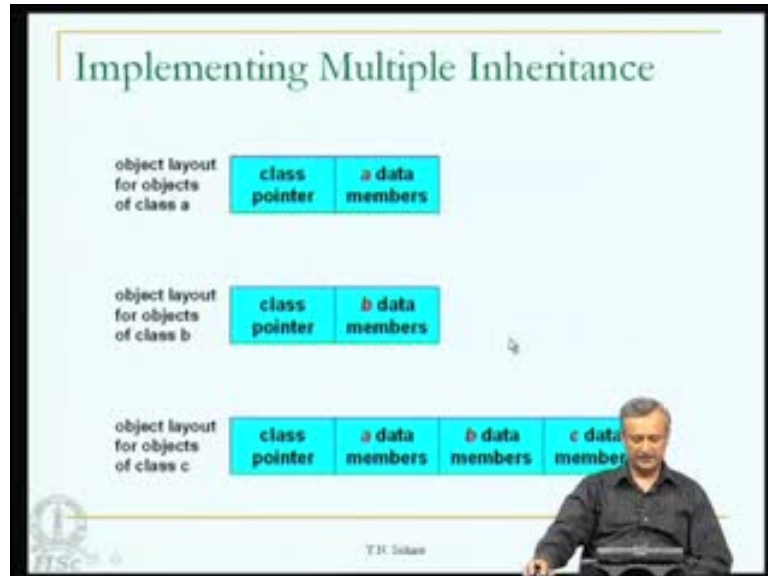 Implementing Multiple Inheritance
object layout
for objects
of class a
class
pointer
a data
members
object layout
for objects
of class b
class
pointer
b data
members
object layout
for objects
of class c
class
pointer
a data
members
b data
members
c data
member
IISc